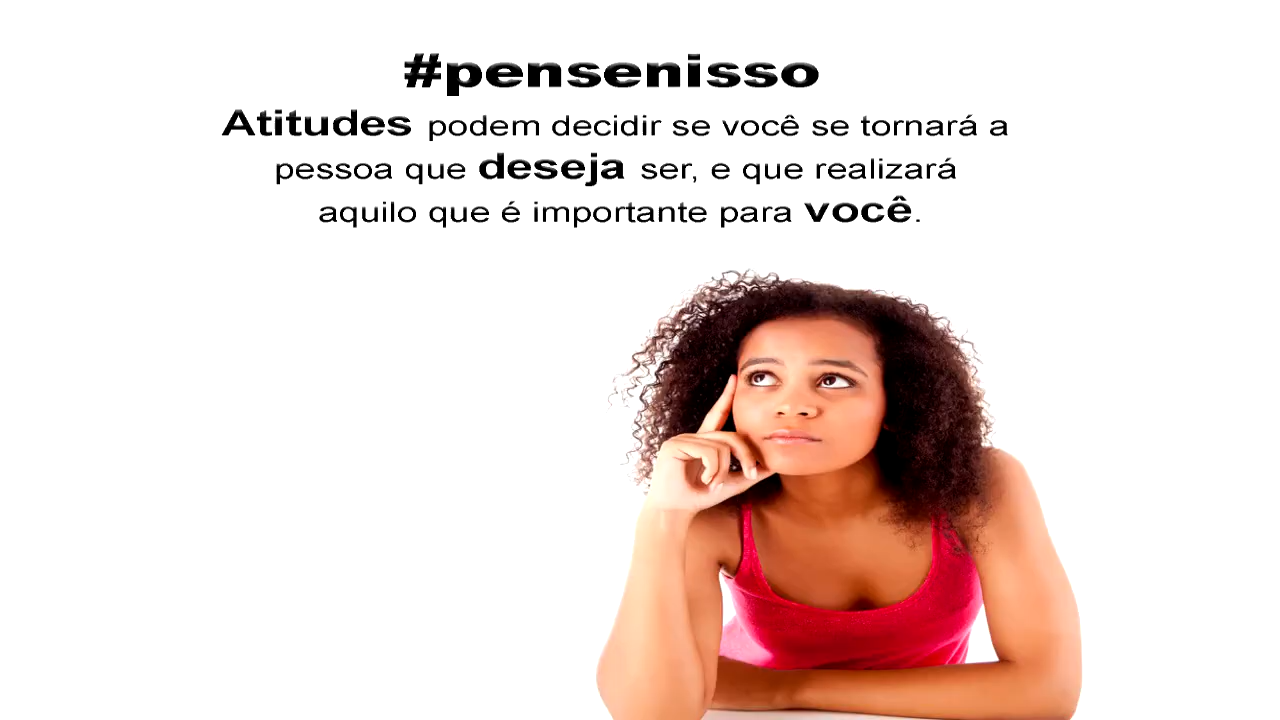 #pensenisso
Atitudes podem decidir se você se tornará a
pessoa que deseja ser, e que realizará
aquilo que é importante para você.